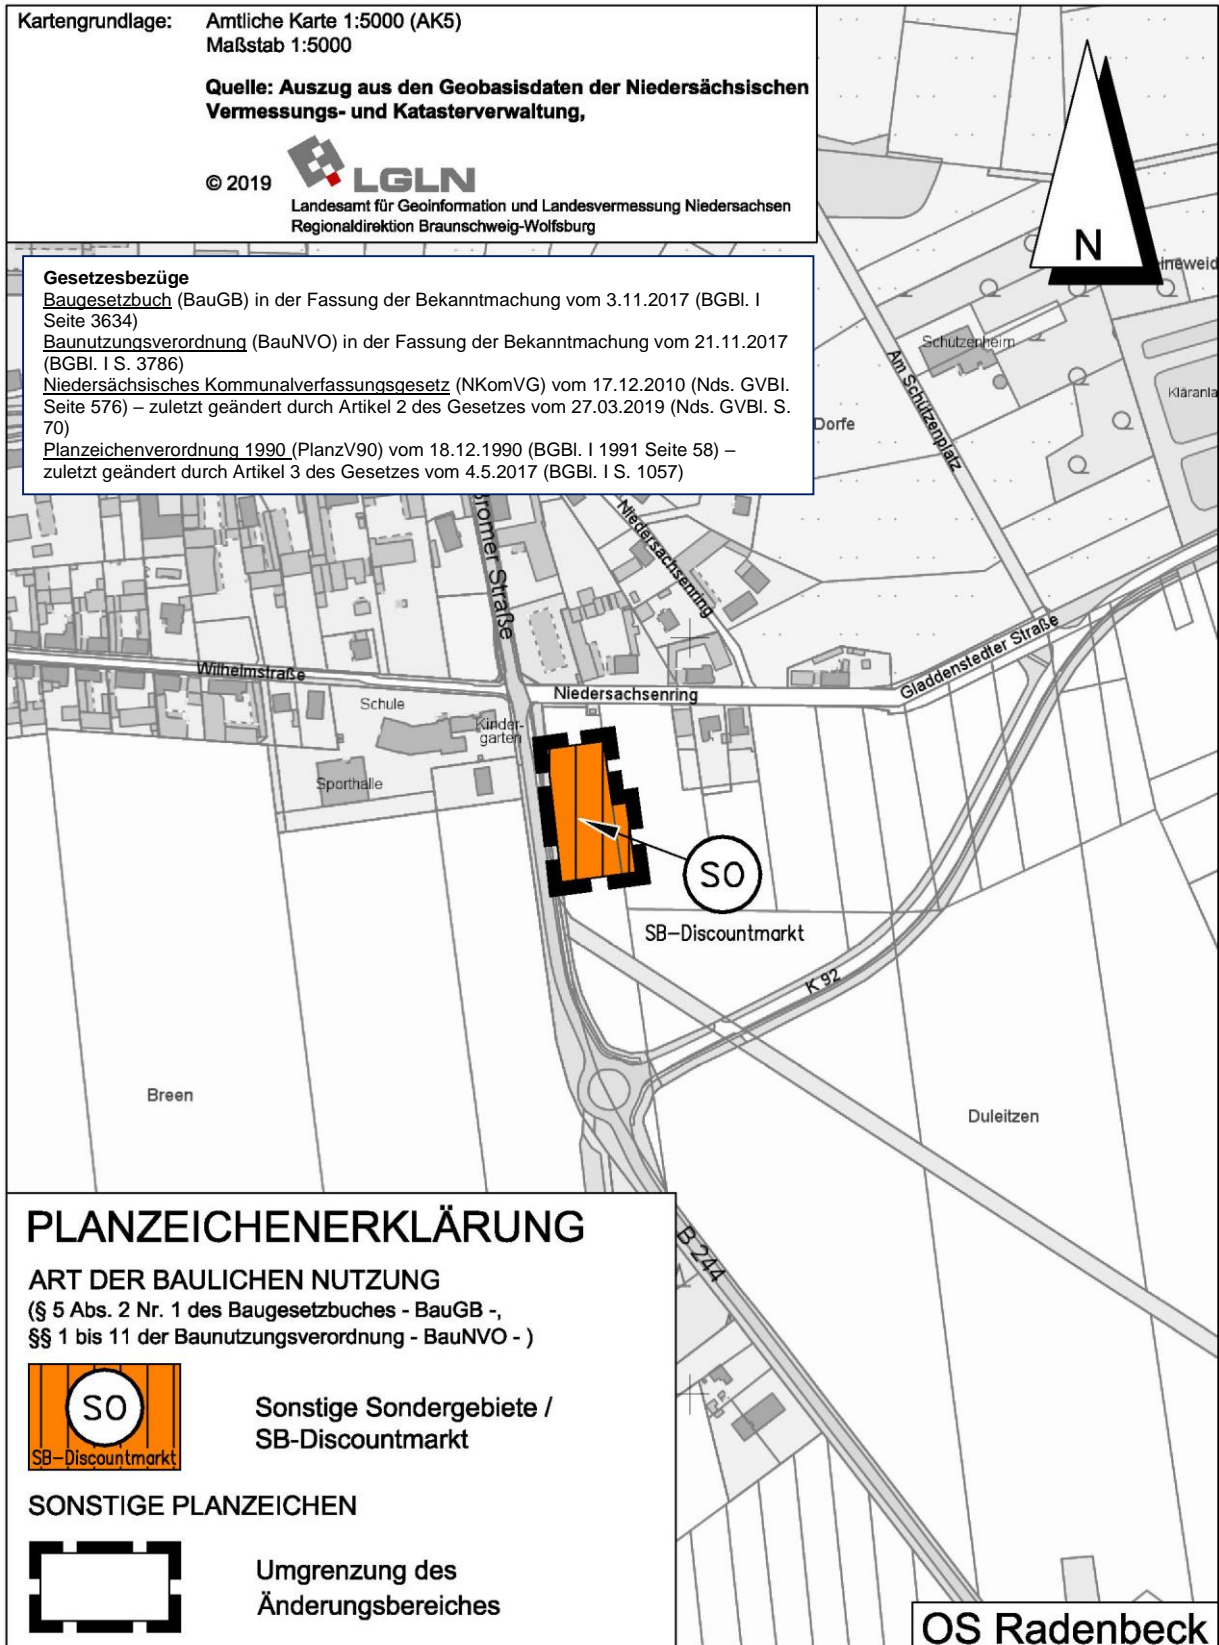 Kartengrundlage: Amtliche Karte 1:5000 (AK5)
Maßstab 1:5000
Quelle: Auszug aus den Geobasisdaten der Niedersächsischen
Vermessungs- und Katasterverwaltung,
© 2019 LGLN
Landesamt für Geoinformation und Landesvermessung Niedersachsen
Regionaldirektion Braunschweig-Wolfsburg
N
Gesetzesbezüge
Baugesetzbuch (BauGB) in der Fassung der Bekanntmachung vom 3.11.2017 (BGBl. I
Seite 3634)
Baunutzungsverordnung (BauNVO) in der Fassung der Bekanntmachung vom 21.11.2017
(BGBl. I S. 3786)
Niedersächsisches Kommunalverfassungsgesetz (NKomVG) vom 17.12.2010 (Nds. GVBl.
Seite 576) – zuletzt geändert durch Artikel 2 des Gesetzes vom 27.03.2019 (Nds. GVBl. S.
70)
Planzeichenverordnung 1990 (PlanzV90) vom 18.12.1990 (BGBl. I 1991 Seite 58) –
zuletzt geändert durch Artikel 3 des Gesetzes vom 4.5.2017 (BGBl. I S. 1057)
ineweid
Schützenheim
Am Schützenplatz
Kläranla
Dorfe
Bromer Straße
Niedersachsenring
Wilhelmstraße
Niedersachsenring
Gladdenstedter Straße
Schule
Kinder-
garten
Sporthalle
SO
SB-Discountmarkt
K 92
Breen
Duleitzen
B 244
PLANZEICHENERKLÄRUNG
ART DER BAULICHEN NUTZUNG
(§ 5 Abs. 2 Nr. 1 des Baugesetzbuches - BauGB -,
§§ 1 bis 11 der Baunutzungsverordnung - BauNVO - )
SO
SB-Discountmarkt
Sonstige Sondergebiete /
SB-Discountmarkt
SONSTIGE PLANZEICHEN
Umgrenzung des
Änderungsbereiches
OS Radenbeck